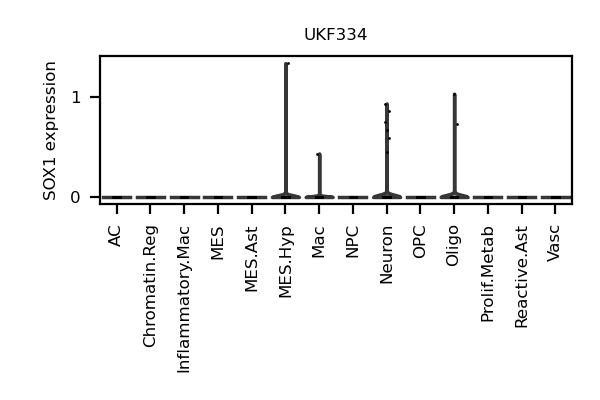 UKF334
SOX1 expression
1
0
AC
Chromatin.Reg
Inflammatory.Mac
MES
MES.Ast
MES.Hyp
Mac
NPC
Neuron
OPC
Oligo
Prolif.Metab
Reactive.Ast
Vasc